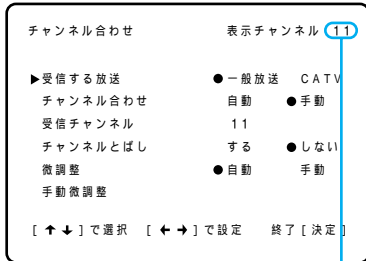 チャンネル合わせ 表示チャンネル 11
▶受信する放送 ●一般放送 CATV
チャンネル合わせ 自動 ●手動
受信チャンネル 11
チャンネルとばし する ●しない
微調整 ●自動 手動
手動微調整
[↑↓]で選択 [←→]で設定 終了[決定]